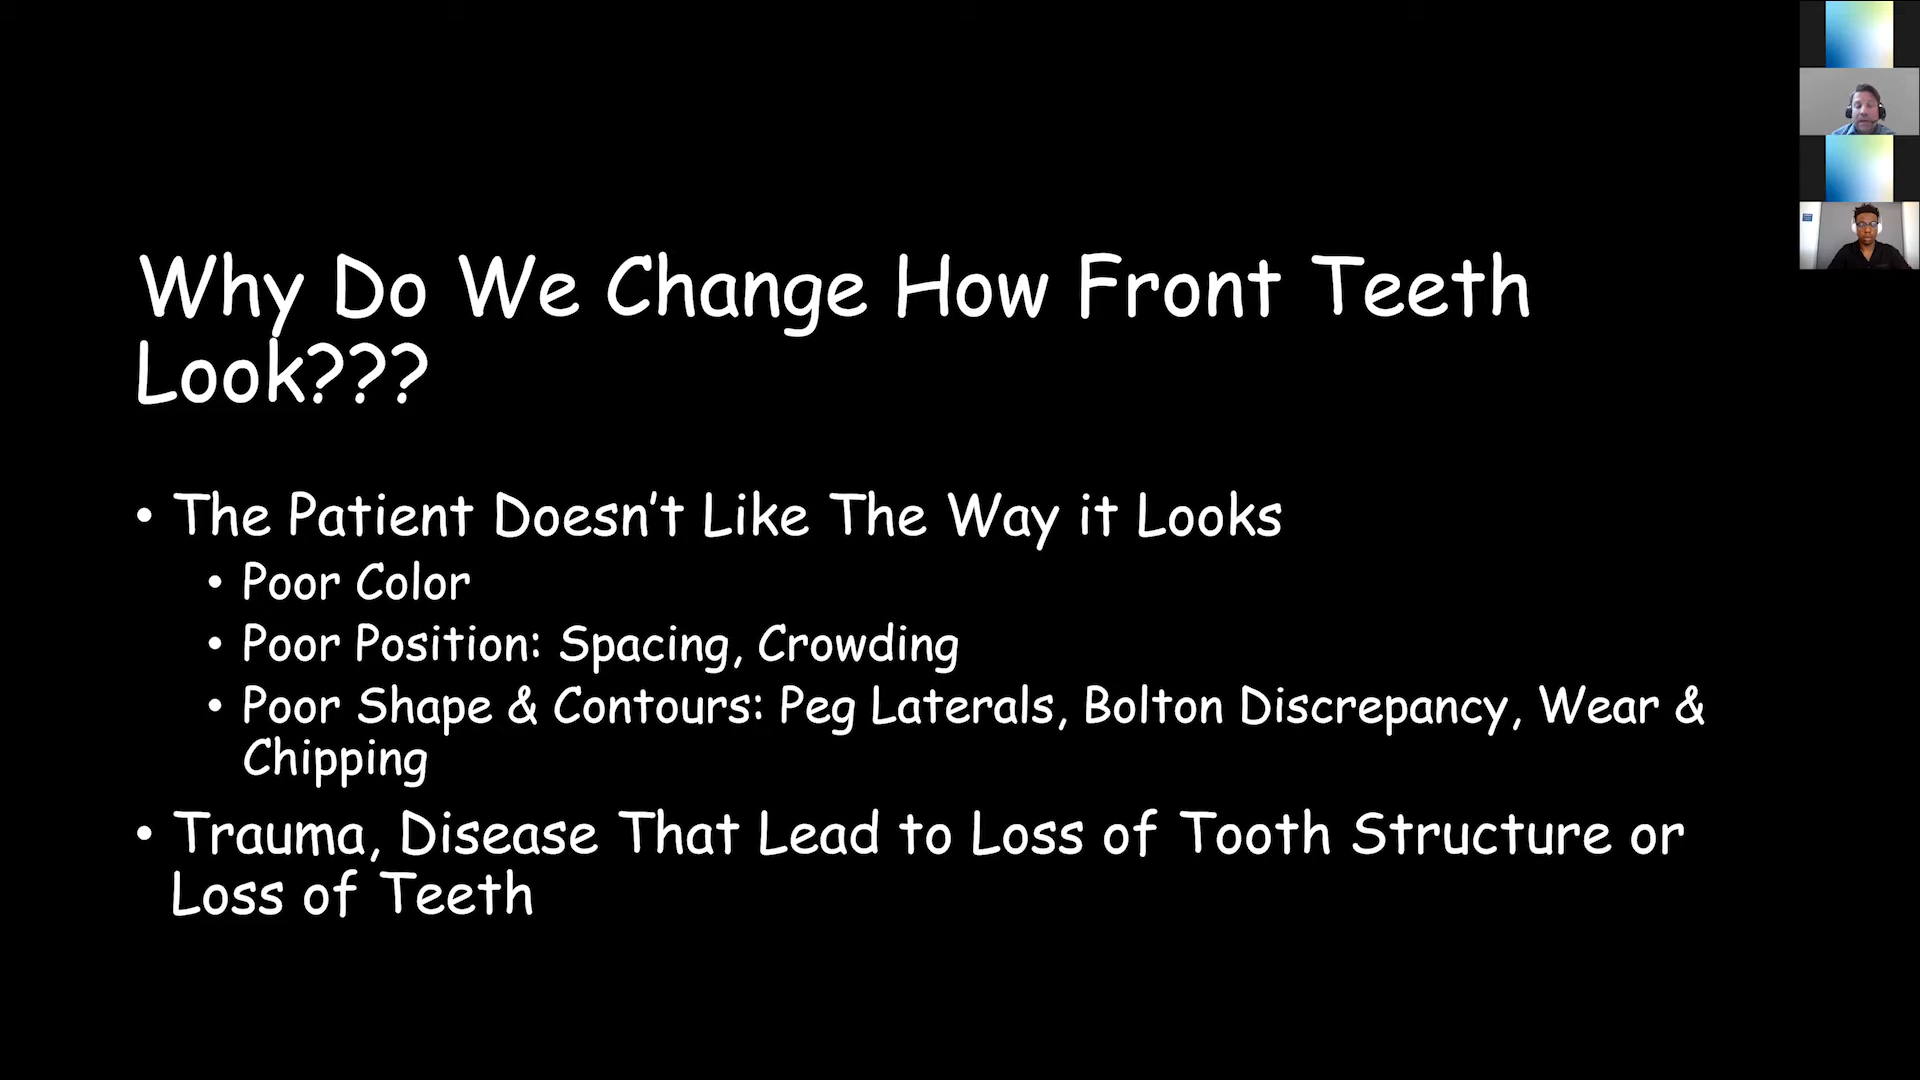 Why Do We Change How Front Teeth
Look???
• The Patient Doesn't Like The Way it Looks
• Poor Color
• Poor Position: Spacing, Crowding
• Poor Shape & Contours: Peg Laterals, Bolton Discrepancy, Wear &
Chipping
• Trauma, Disease That Lead to Loss of Tooth Structure or
Loss of Teeth